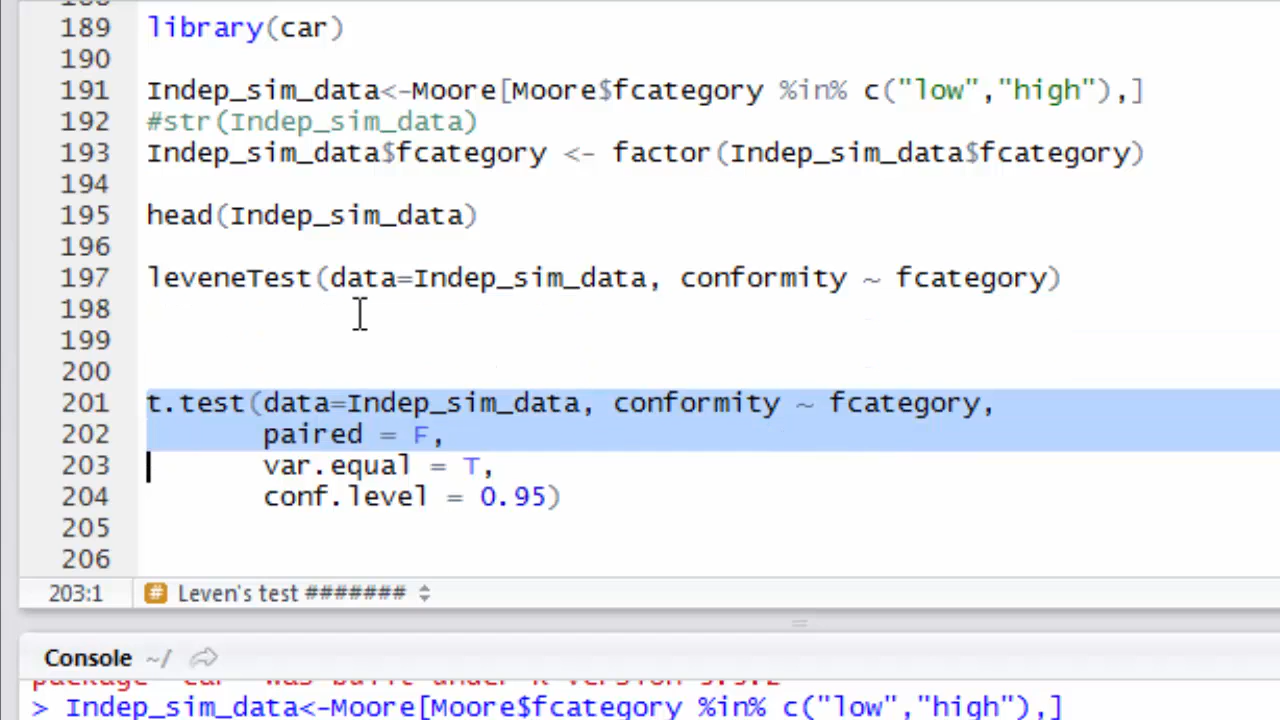 189 library(car)
190
191 Indep_sim_data<-Moore[Moore$fcategory %in% c("low","high"),]
192 #str(Indep_sim_data)
193 Indep_sim_data$fcategory <- factor(Indep_sim_data$fcategory)
194
195 head(Indep_sim_data)
196
197 leveneTest(data=Indep_sim_data, conformity ~ fcategory)
198
199
200
201 t.test(data=Indep_sim_data, conformity ~ fcategory,
202 paired = F,
203 var.equal = T,
204 conf.level = 0.95)
205
206
203:1 # Leven's test #######
Console ~/
> Indep_sim_data<-Moore[Moore$fcategory %in% c("low","high"),]